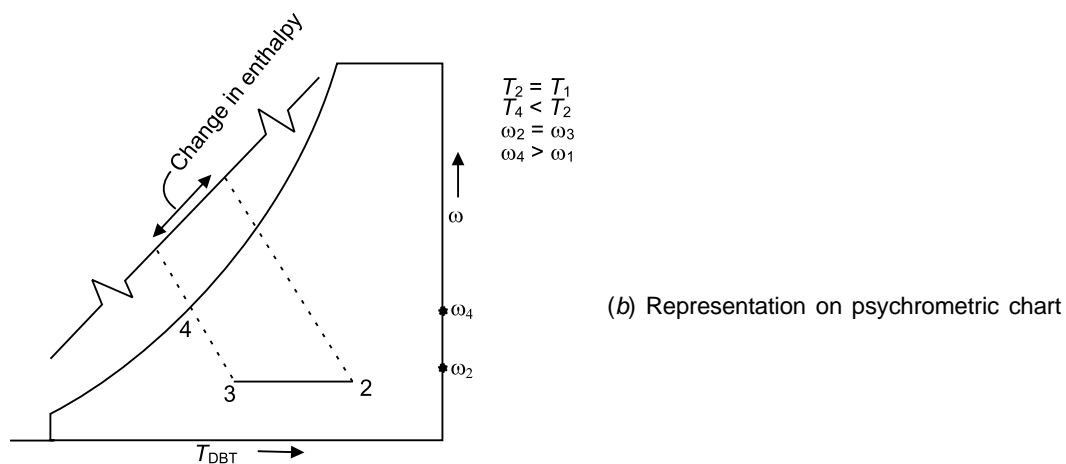 Change in enthalpy
T₂ = T₁
T₄ < T₂
ω₂ = ω₃
ω₄ > ω₁
ω
ω₄
ω₂
4
3
2
T_DBT
(b) Representation on psychrometric chart